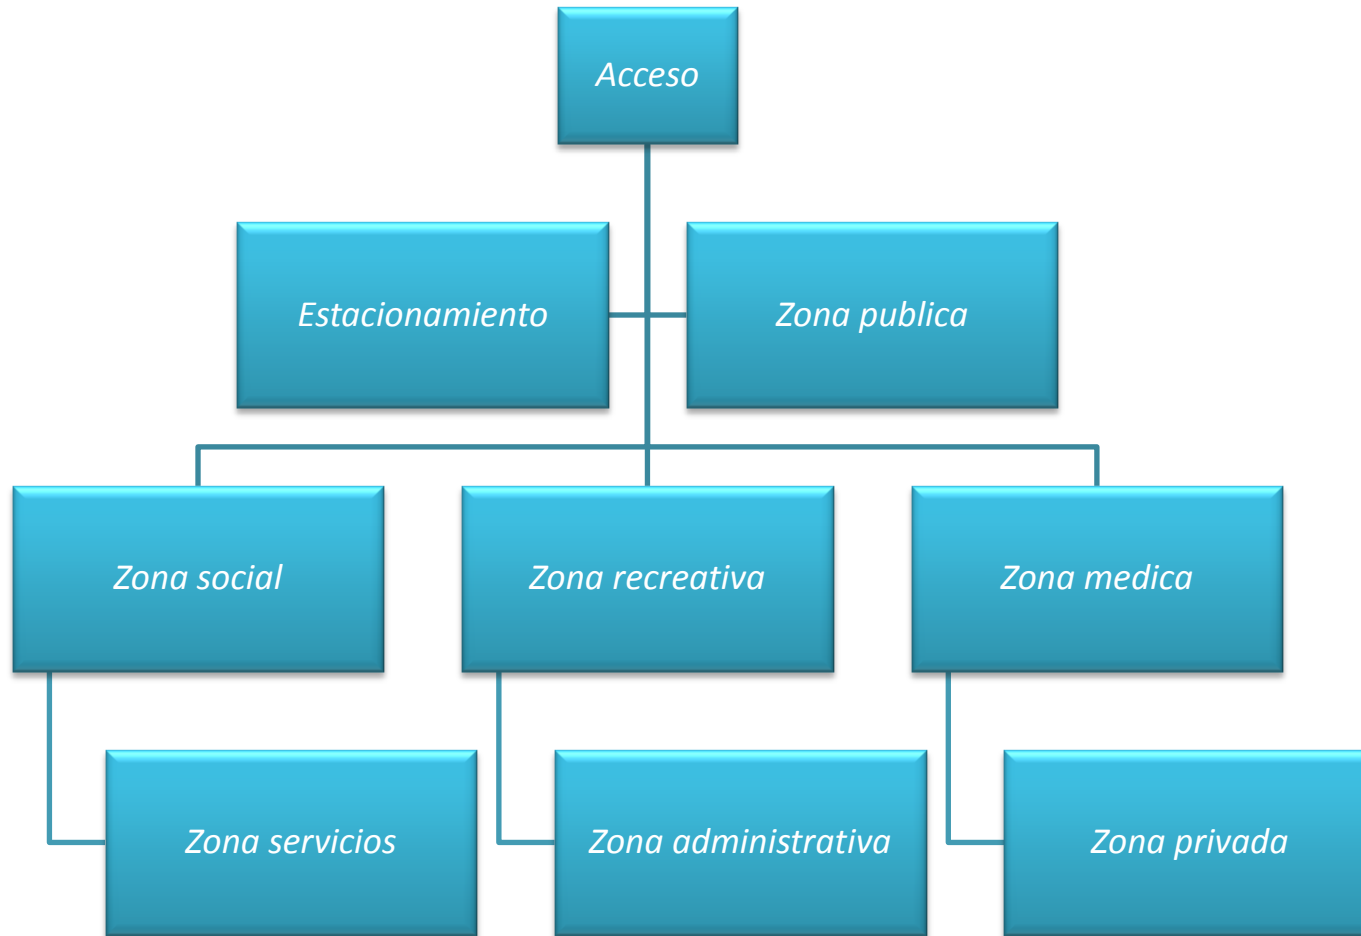 Acceso
Estacionamiento
Zona publica
Zona social
Zona recreativa
Zona medica
Zona servicios
Zona administrativa
Zona privada